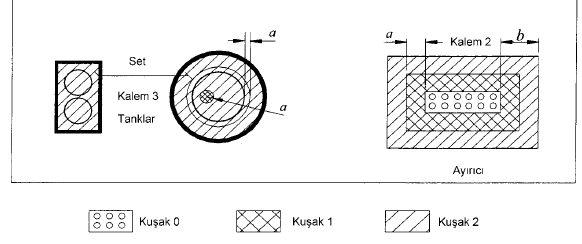 a
Set
Kalem 3
Tanklar
a
a
Kalem 2
b
Ayırıcı
Kuşak 0
Kuşak 1
Kuşak 2